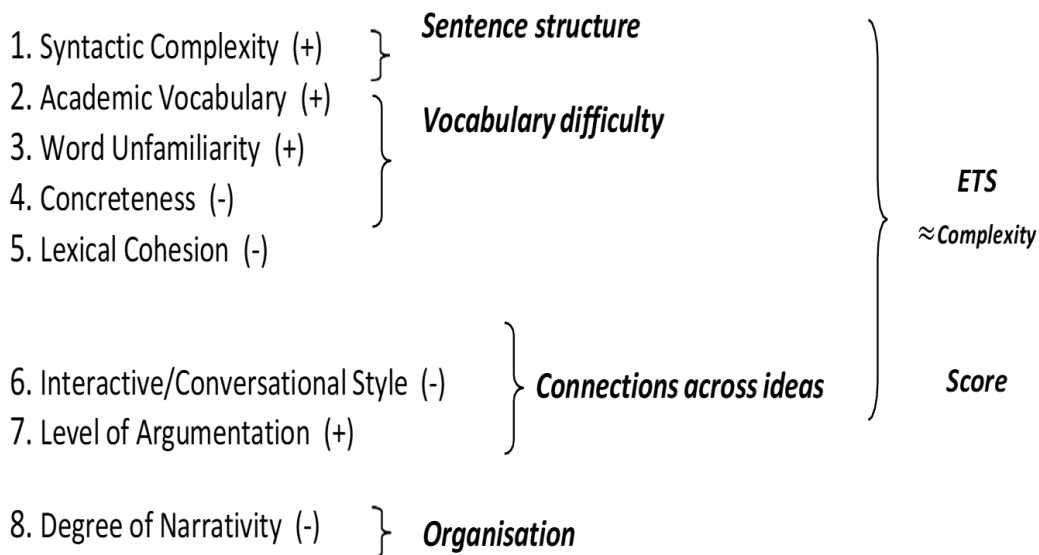 Sentence structure
1. Syntactic Complexity (+)
2. Academic Vocabulary (+)
Vocabulary difficulty
3. Word Unfamiliarity (+)
4. Concreteness (-)
5. Lexical Cohesion (-)
ETS
≈Complexity
6. Interactive/Conversational Style (-)
Connections across ideas
Score
7. Level of Argumentation (+)
8. Degree of Narrativity (-)
Organisation